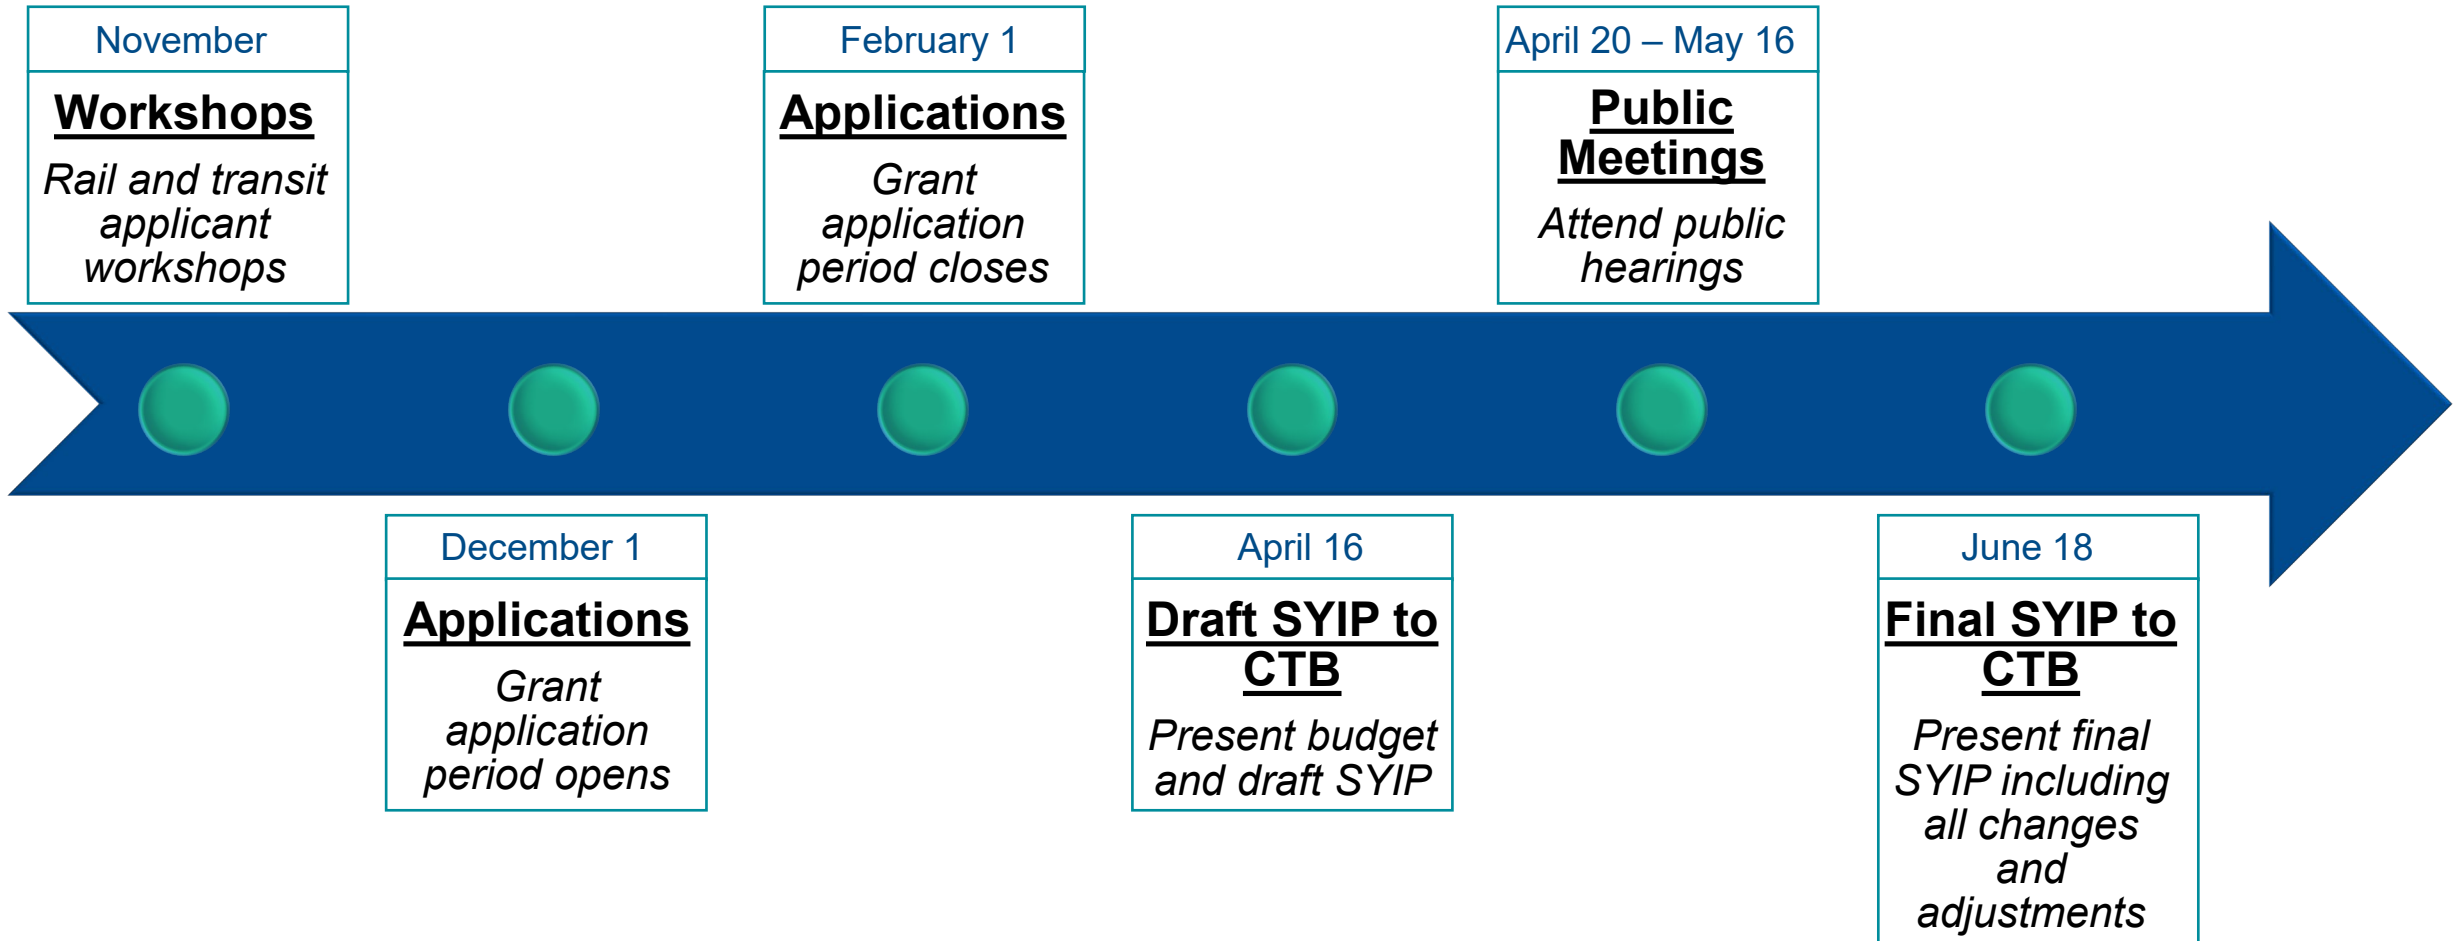 November
Workshops
Rail and transit
applicant
workshops
December 1
Applications
Grant
application
period opens
February 1
Applications
Grant
application
period closes
April 16
Draft SYIP to
CTB
Present budget
and draft SYIP
April 20 – May 16
Public
Meetings
Attend public
hearings
June 18
Final SYIP to
CTB
Present final
SYIP including
all changes
and
adjustments